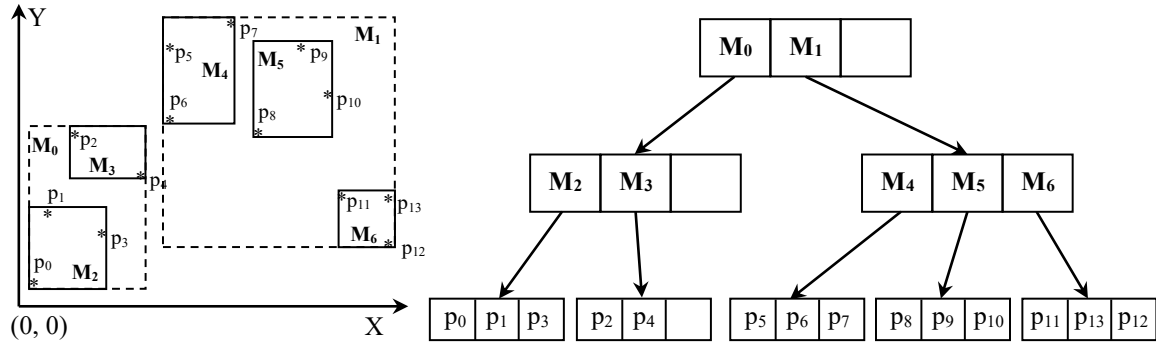 Y
p₇
M₁
p₅
M₄
M₅
p₉
p₆
p₈
p₁₀
M₀
p₂
M₃
p₄
p₁
p₃
p₀
M₂
p₁₁
p₁₃
M₆
p₁₂
(0, 0)
X
M₀ M₁
M₂ M₃
M₄ M₅ M₆
p₀ p₁ p₃
p₂ p₄
p₅ p₆ p₇
p₈ p₉ p₁₀
p₁₁ p₁₃ p₁₂